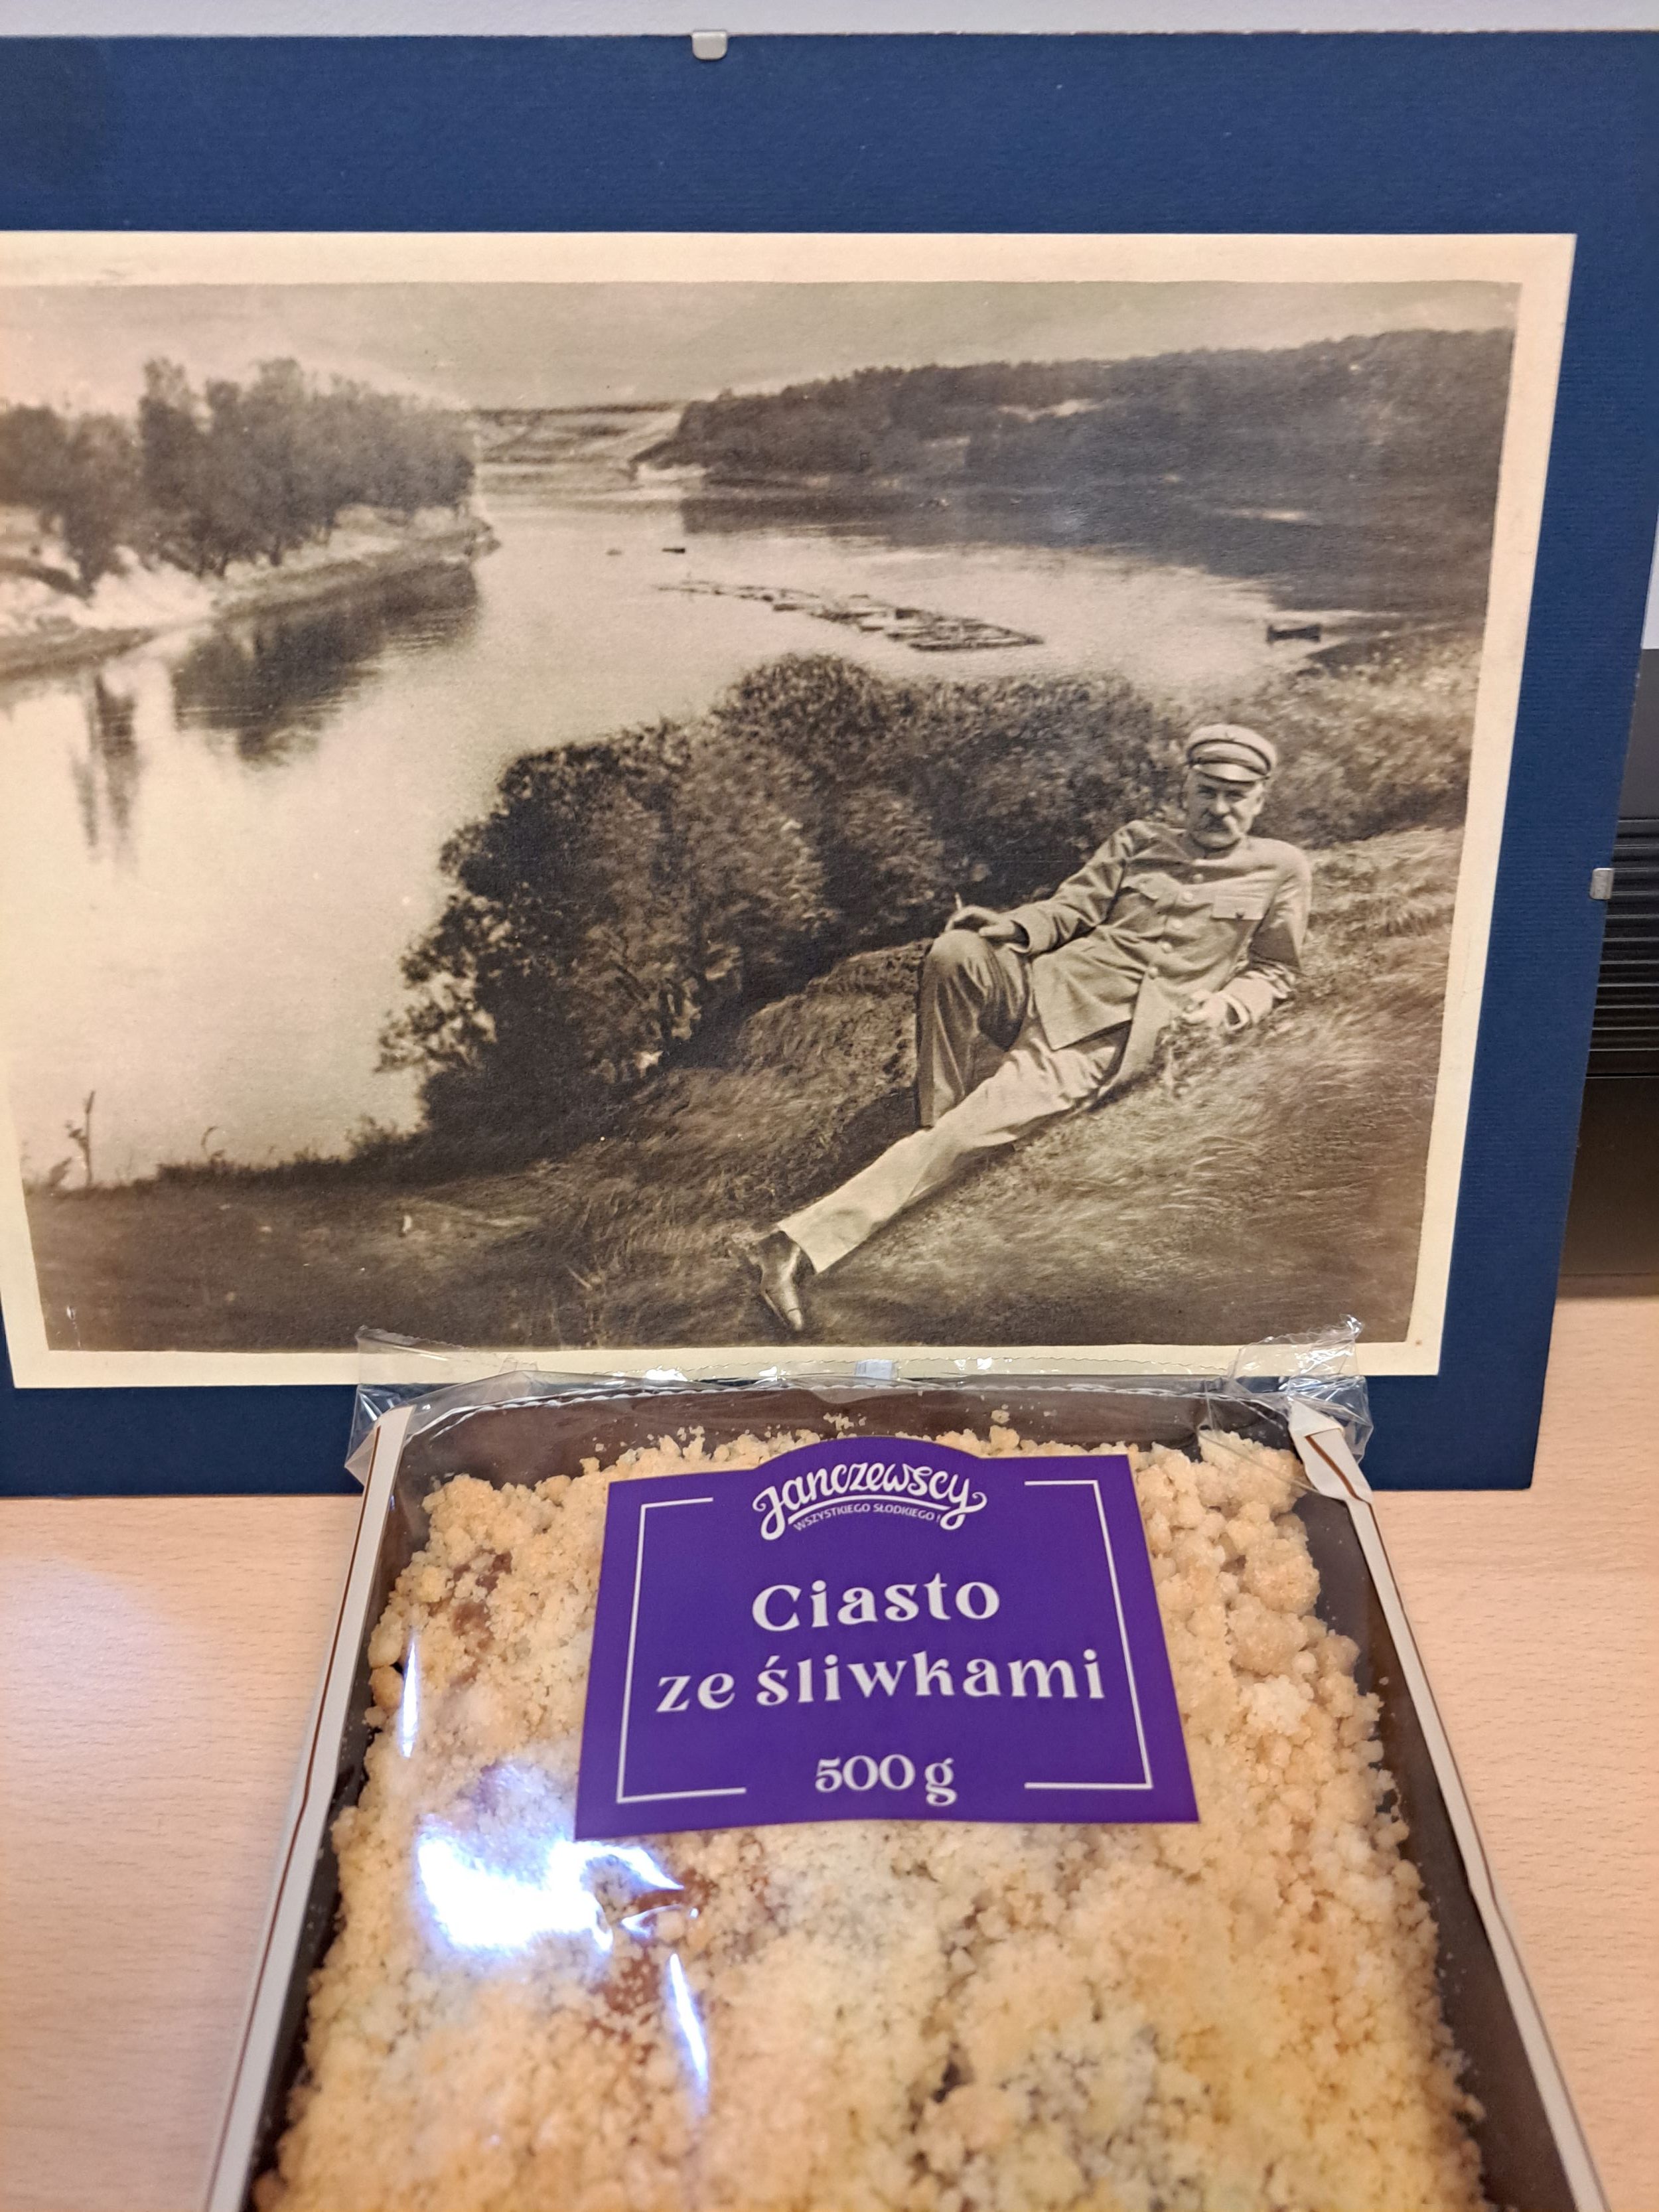 Janczewscy
WSZYSTKIEGO SŁODKIEGO!
Ciasto
ze śliwkami
500 g